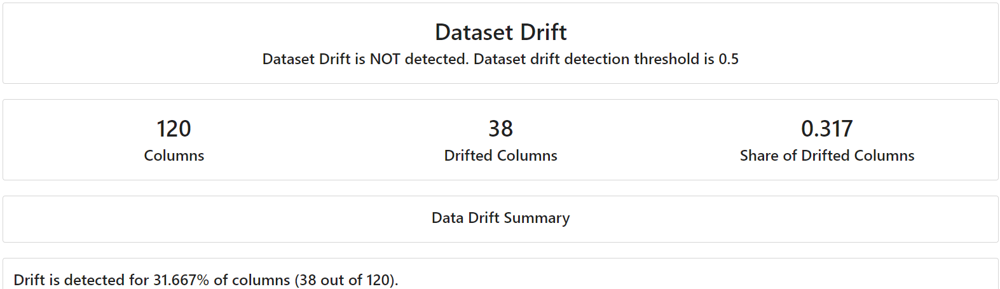 Dataset Drift
Dataset Drift is NOT detected. Dataset drift detection threshold is 0.5
120
Columns
38
Drifted Columns
0.317
Share of Drifted Columns
Data Drift Summary
Drift is detected for 31.667% of columns (38 out of 120).